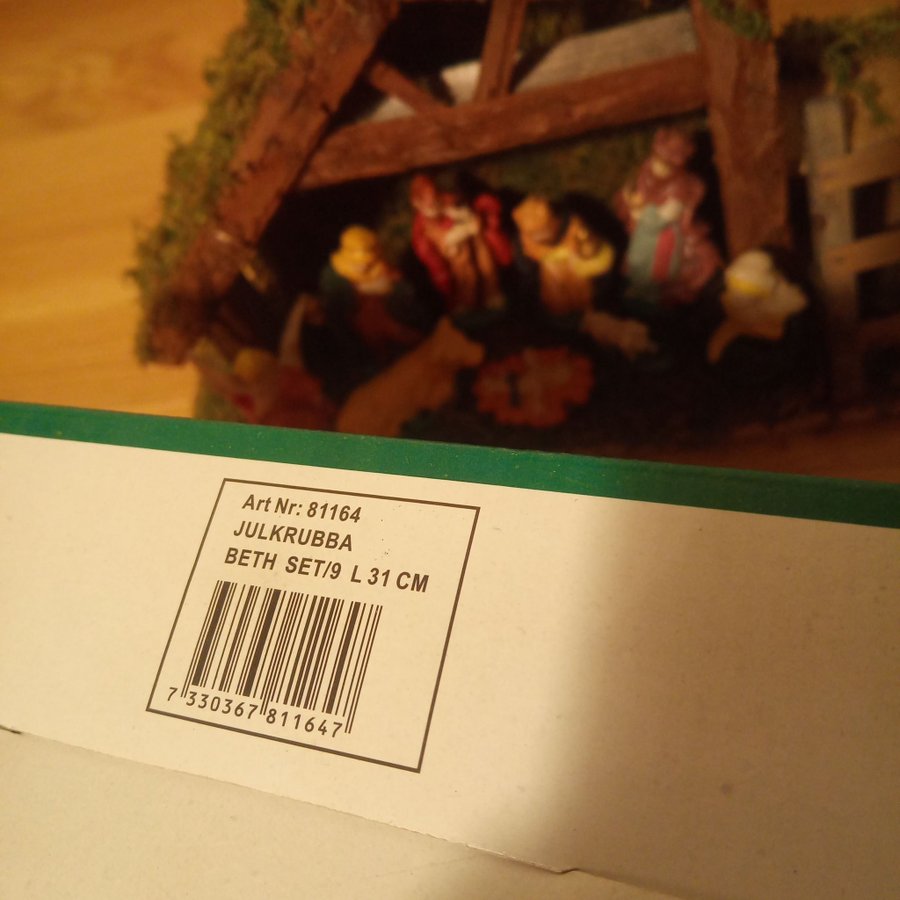 Art Nr: 81164
JULKRUBBA
BETH SET/9 L 31 CM
7 330367 811647